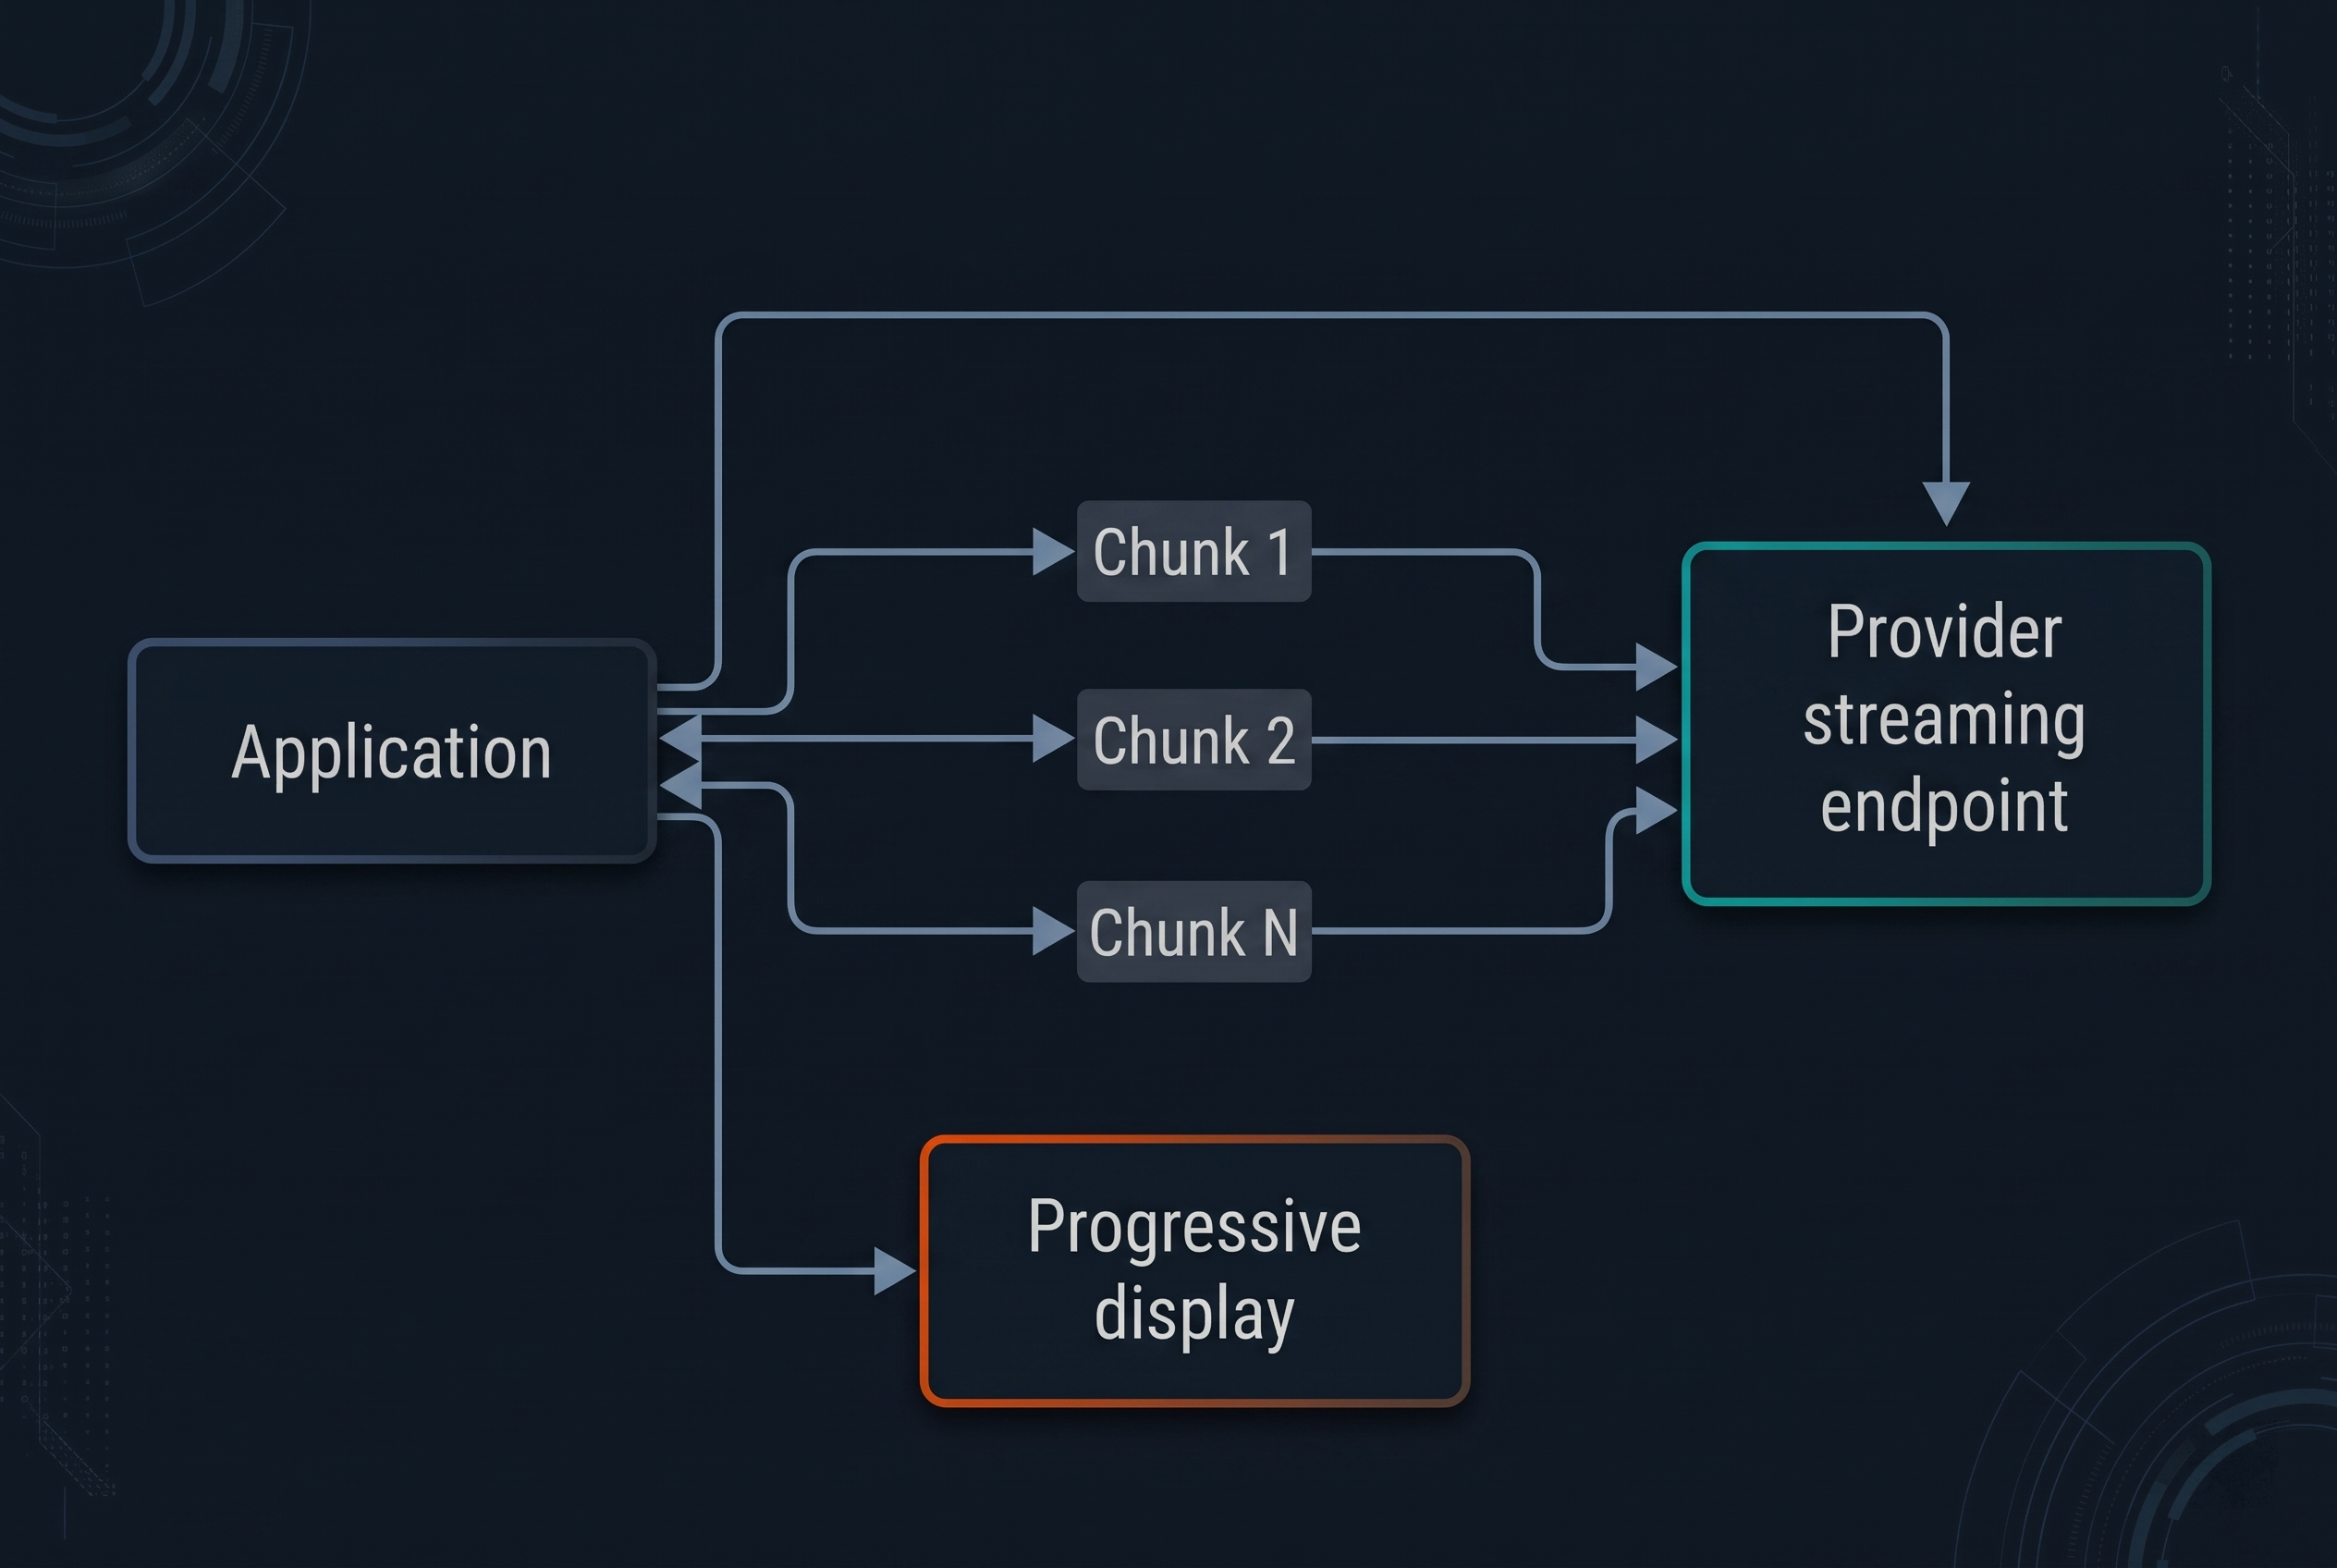 Application
Chunk 1
Chunk 2
Chunk N
Provider
streaming
endpoint
Progressive
display